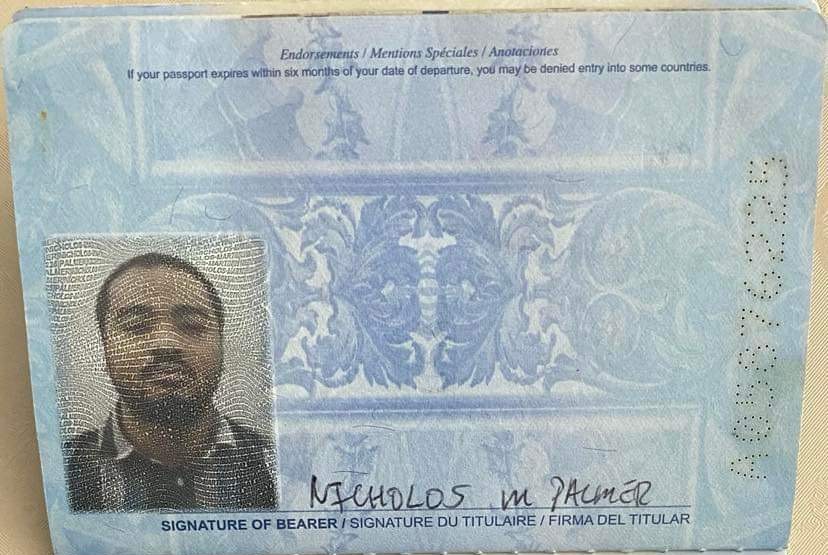 Endorsements / Mentions Spéciales / Anotaciones
If your passport expires within six months of your date of departure, you may be denied entry into some countries.
NICHOLOS M PALMER
SIGNATURE OF BEARER / SIGNATURE DU TITULAIRE / FIRMA DEL TITULAR